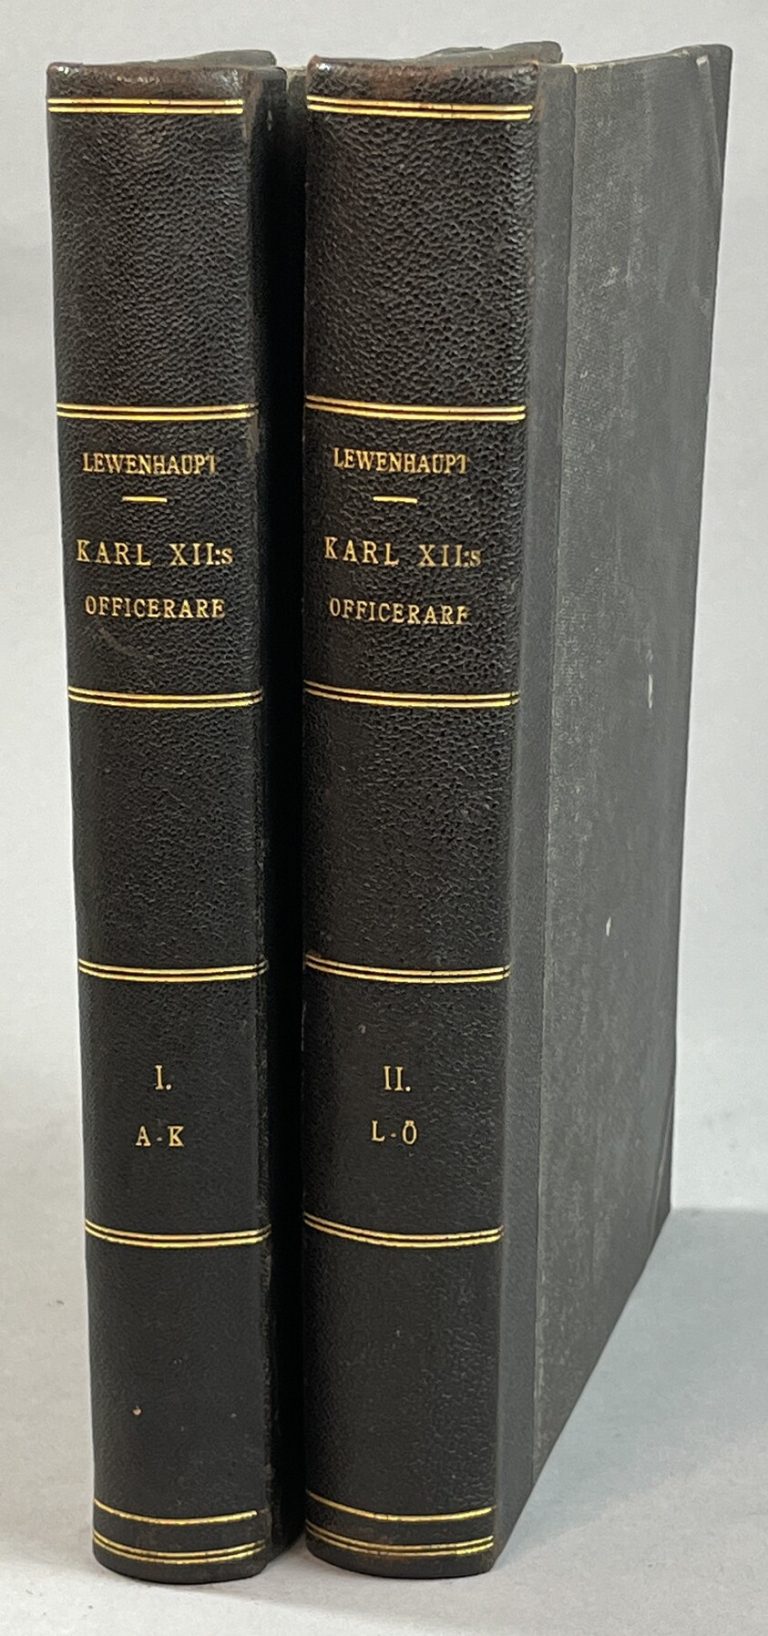 LEWENHAUPT
KARL XII:s
OFFICERARE
I.
A-K
LEWENHAUPT
KARL XII:s
OFFICERARE
II.
L-Ö